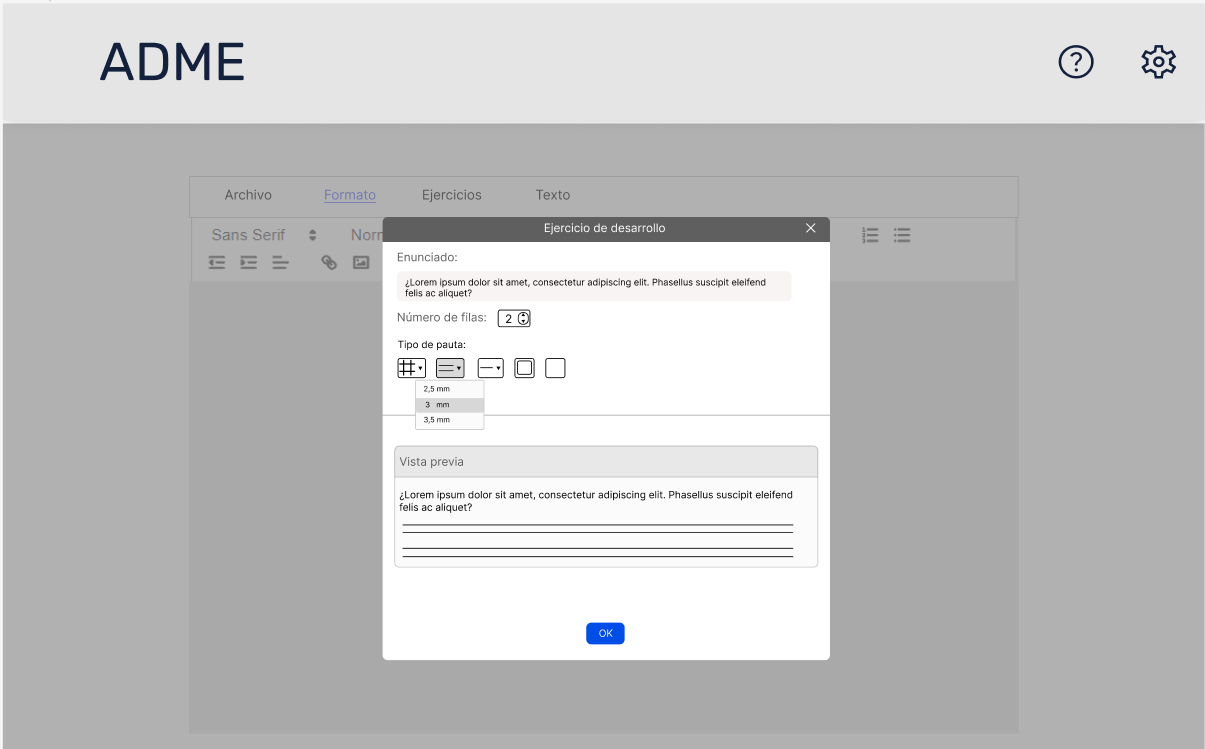 ADME
Archivo Formato Ejercicios Texto
Sans Serif
Ejercicio de desarrollo
Enunciado:
¿Lorem ipsum dolor sit amet, consectetur adipiscing elit. Phasellus suscipit eleifend
felis ac aliquet?
Número de filas: 2
Tipo de pauta:
2,5 mm
3 mm
3,5 mm
Vista previa
¿Lorem ipsum dolor sit amet, consectetur adipiscing elit. Phasellus suscipit eleifend
felis ac aliquet?
OK